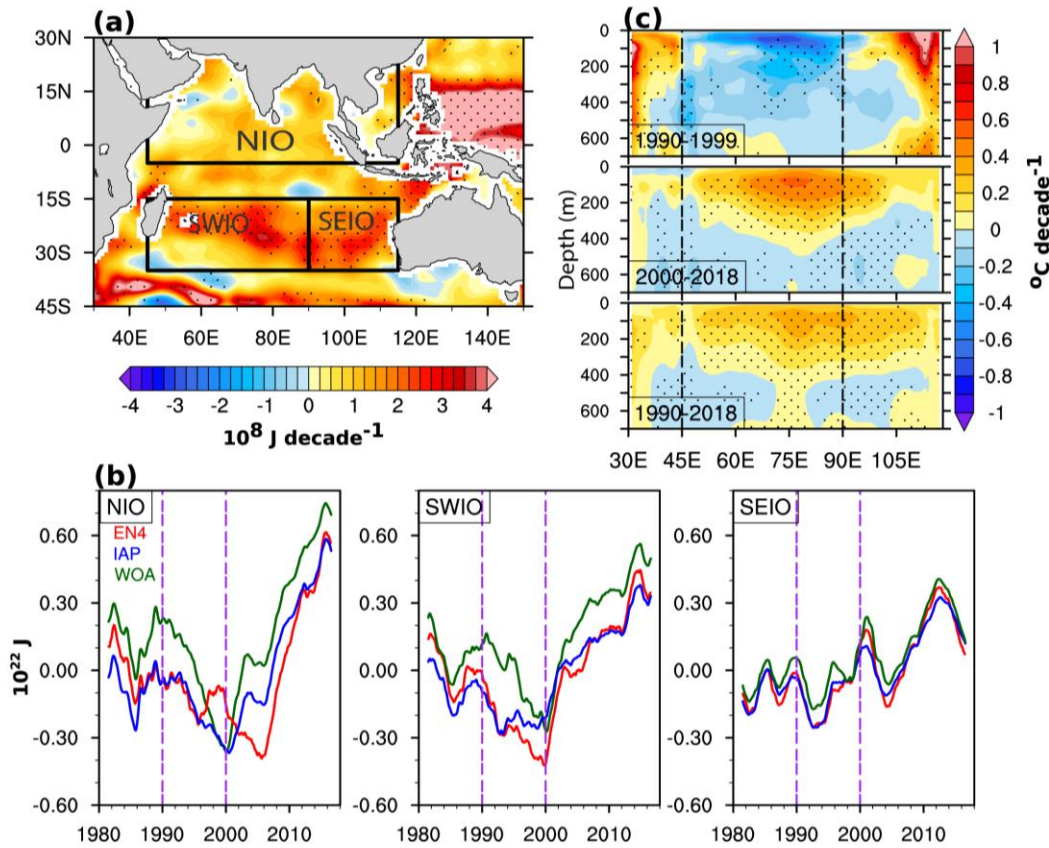 (a)
30N
15N
0
15S
30S
45S
NIO
SWIO
SEIO
40E 60E 80E 100E 120E 140E
-4 -3 -2 -1 0 1 2 3 4
10⁸ J decade⁻¹
(c)
0
200
400
600
1990-1999
0
200
400
600
2000-2018
0
200
400
600
1990-2018
Depth (m)
30E 45E 60E 75E 90E 105E
1
0.8
0.6
0.4
0.2
0
-0.2
-0.4
-0.6
-0.8
-1
°C decade⁻¹
(b)
NIO
EN4
IAP
WOA
0.60
0.30
0.00
-0.30
-0.60
10²² J
1980 1990 2000 2010
SWIO
0.60
0.30
0.00
-0.30
-0.60
1980 1990 2000 2010
SEIO
0.60
0.30
0.00
-0.30
-0.60
1980 1990 2000 2010